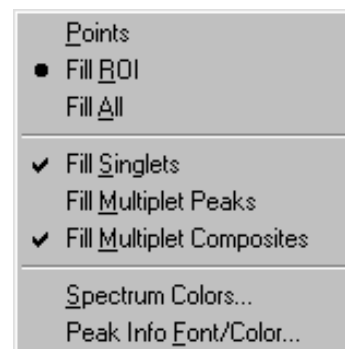 Points
Fill ROI
Fill All
Fill Singlets
Fill Multiplet Peaks
Fill Multiplet Composites
Spectrum Colors...
Peak Info Font/Color...